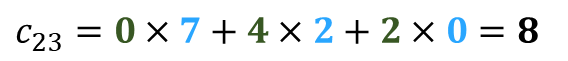 c₂₃ = 0 × 7 + 4 × 2 + 2 × 0 = 8